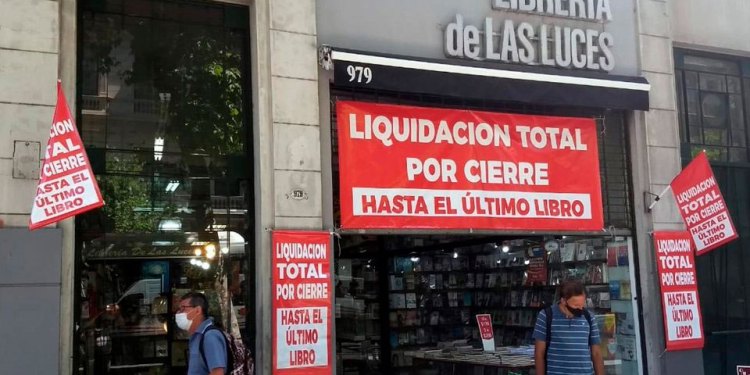 LIBRERIA
de LAS LUCES
979
LIQUIDACION TOTAL
POR CIERRE
HASTA EL ÚLTIMO LIBRO
LIQUIDACION
TOTAL
POR CIERRE
HASTA EL
ÚLTIMO LIBRO
LIQUIDACION
TOTAL
POR CIERRE
HASTA
EL ÚLTIMO
LIBRO
LIQUIDACION
TOTAL
POR CIERRE
HASTA EL
ÚLTIMO LIBRO
LIQUIDACION
TOTAL
POR CIERRE
HASTA
EL ÚLTIMO
LIBRO